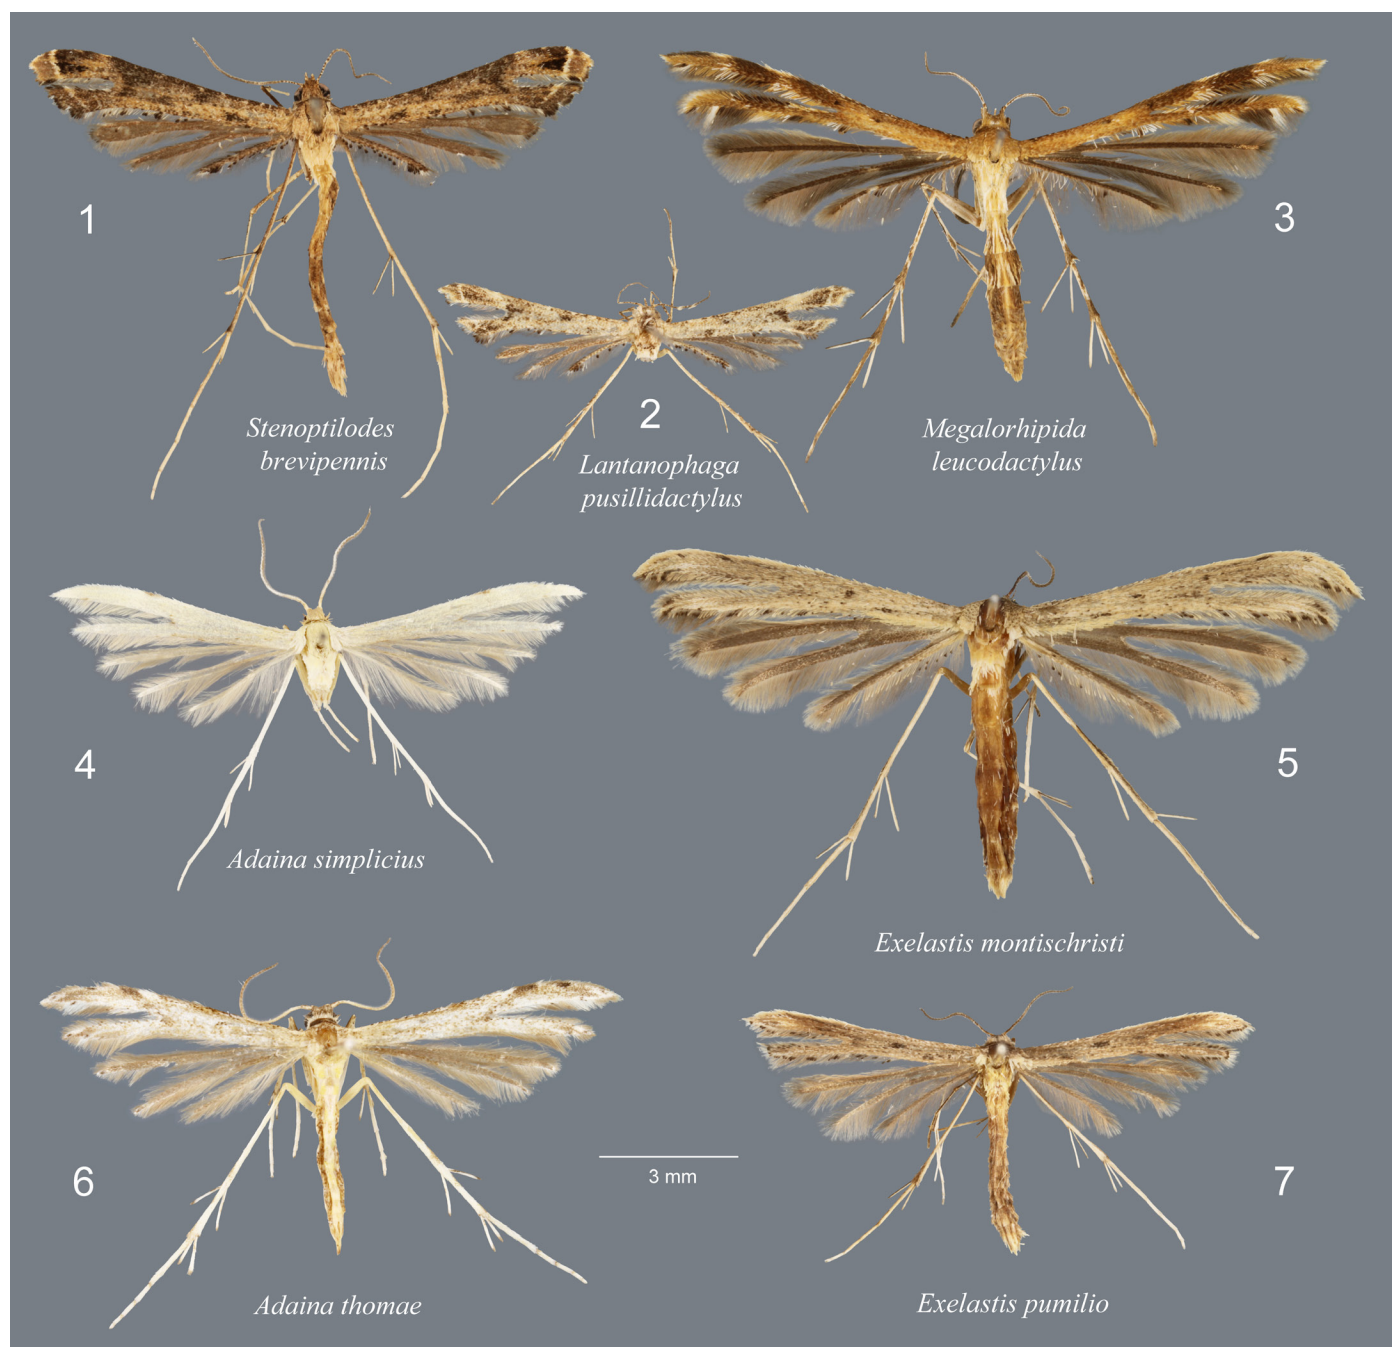 1
Stenoptilodes
brevipennis
2
Lantanophaga
pusillidactylus
3
Megalorhipida
leucodactylus
4
Adaina simplicius
5
Exelastis montischristi
6
Adaina thomae
3 mm
7
Exelastis pumilio